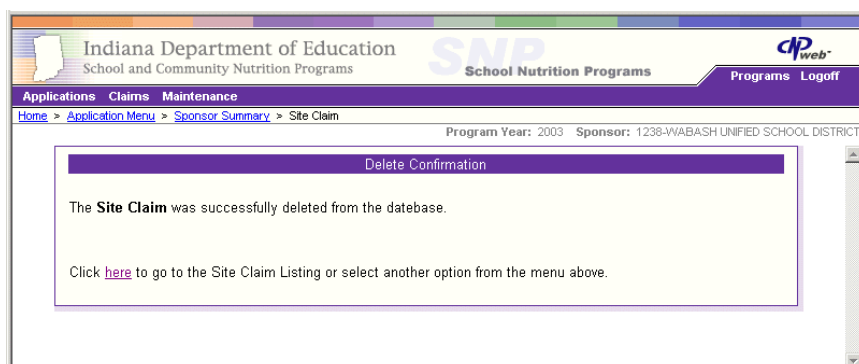 Indiana Department of Education
School and Community Nutrition Programs
SNP
School Nutrition Programs
CNPweb
Programs Logoff
Applications Claims Maintenance
Home > Application Menu > Sponsor Summary > Site Claim
Program Year: 2003 Sponsor: 1238-WABASH UNIFIED SCHOOL DISTRICT
Delete Confirmation
The Site Claim was successfully deleted from the datebase.
Click here to go to the Site Claim Listing or select another option from the menu above.